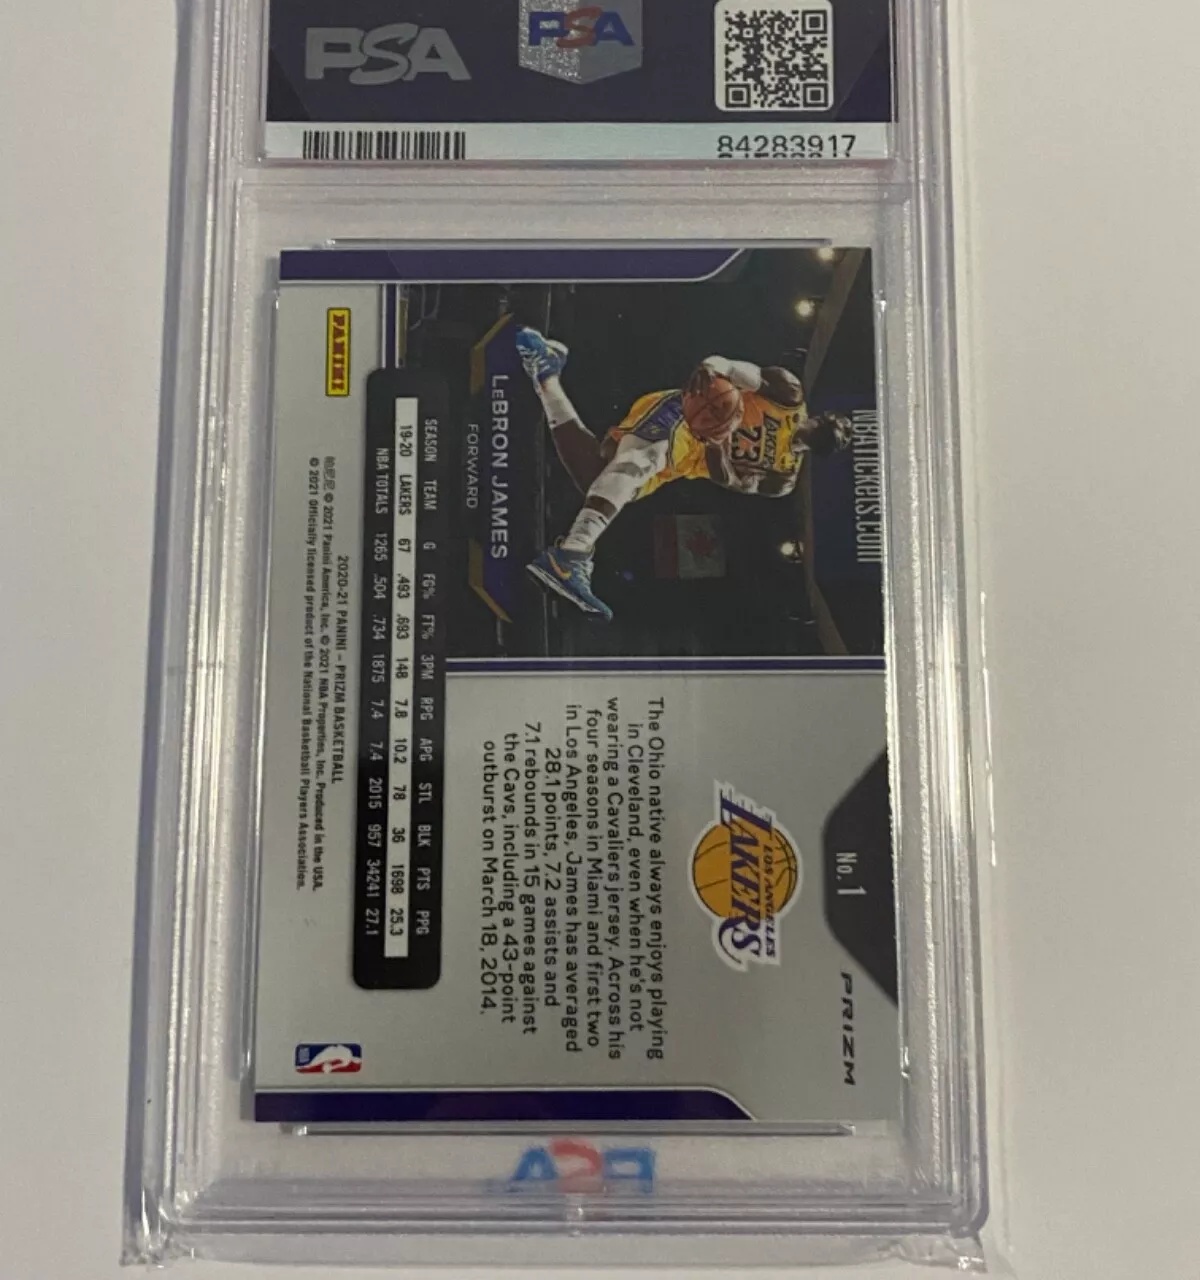 PSA
PSA
84283917
NBATICKETS.COM
LAKERS
23
LEBRON JAMES
FORWARD
No. 1
PRIZM
LOS ANGELES
LAKERS
The Ohio native always enjoys playing
in Cleveland, even when he's not
wearing a Cavaliers jersey. Across his
four seasons in Miami and first two
in Los Angeles, James has averaged
28.1 points, 7.2 assists and
7.1 rebounds in 15 games against
the Cavs, including a 43-point
outburst on March 18, 2014.
SEASON TEAM G FG% FT% 3PM RPG APG STL BLK PTS PPG
19-20 LAKERS 67 .493 .693 148 7.8 10.2 78 36 1698 25.3
NBA TOTALS 1265 .504 .734 1875 7.4 7.4 2015 957 34241 27.1
PANINI
2020-21 PANINI – PRIZM BASKETBALL
© 2021 Panini America, Inc. © 2021 NBA Properties, Inc. Produced in the USA.
© 2021 Officially licensed product of the National Basketball Players Association.
PSA